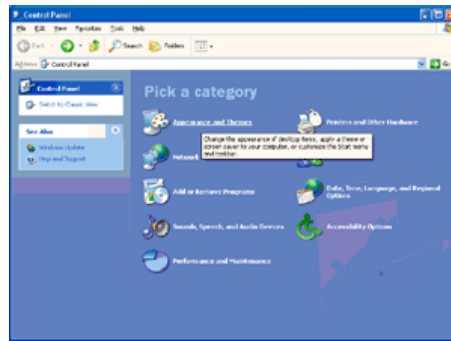 Control Panel
File Edit View Favorites Tools Help
Back Search Folders
Address Control Panel Go
Control Panel
Switch to Classic View
See Also
Windows Update
Help and Support
Pick a category
Appearance and Themes
Printers and Other Hardware
Change the appearance of desktop items, apply a theme or
screen saver to your computer, or customize the Start menu
and taskbar.
Network
Add or Remove Programs
Date, Time, Language, and Regional
Options
Sounds, Speech, and Audio Devices
Accessibility Options
Performance and Maintenance